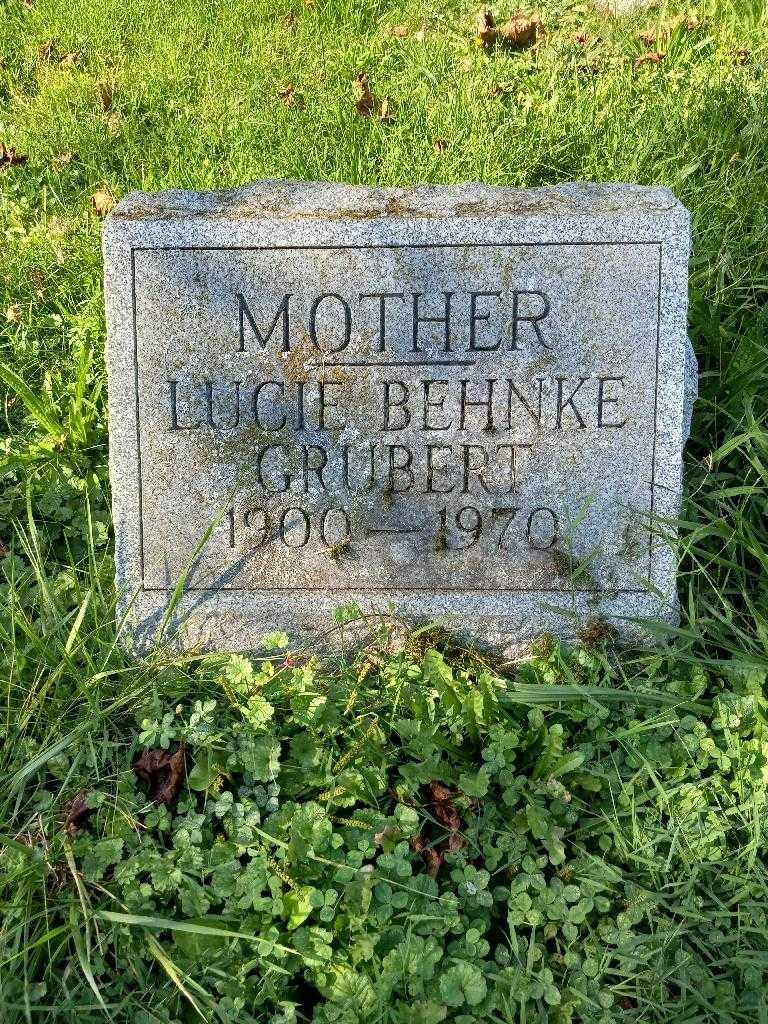 MOTHER
LUCIE BEHNKE
GRUBERT
1900 — 1970